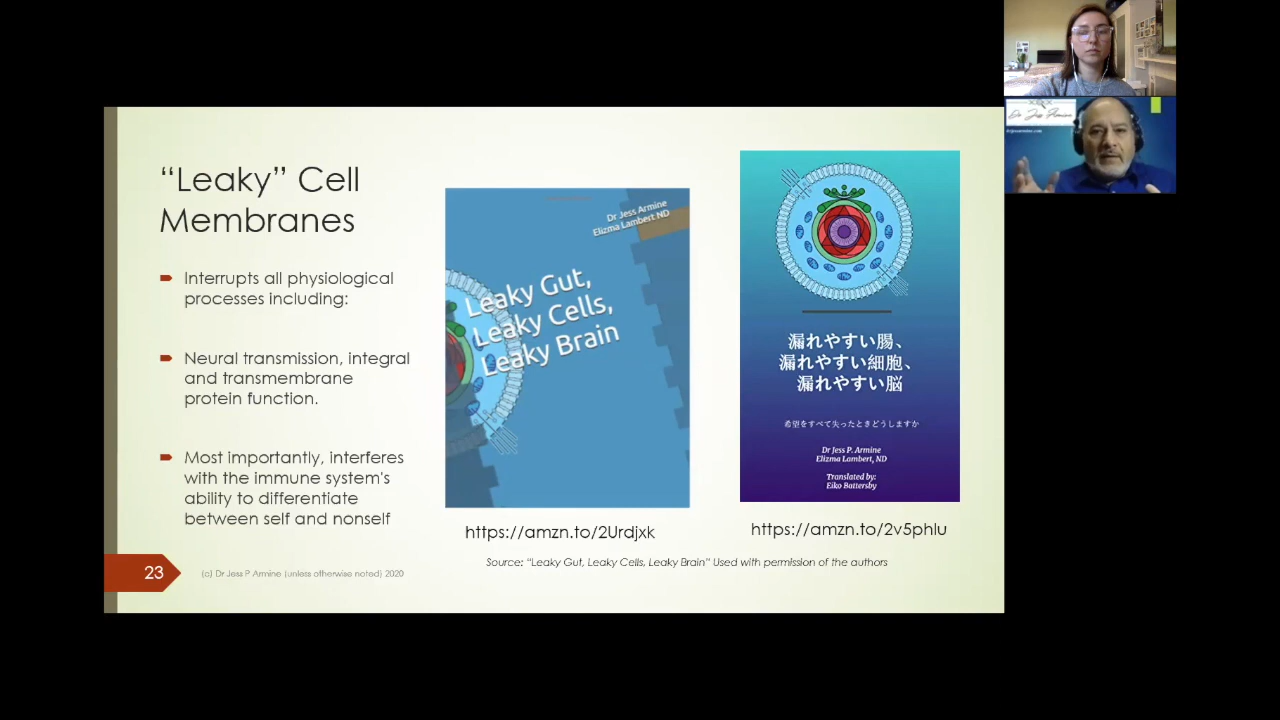 “Leaky” Cell
Membranes
Interrupts all physiological
processes including:
Neural transmission, integral
and transmembrane
protein function.
Most importantly, interferes
with the immune system's
ability to differentiate
between self and nonself
23
(c) Dr Jess P Armine (unless otherwise noted) 2020
Dr Jess Armine
Elizma Lambert ND
Leaky Gut,
Leaky Cells,
Leaky Brain
https://amzn.to/2Urdjxk
漏れやすい腸、
漏れやすい細胞、
漏れやすい脳
希望をすべて失ったときどうしますか
Dr Jess P. Armine
Elizma Lambert, ND
Translated by:
Eiko Battersby
https://amzn.to/2v5phlu
Source: “Leaky Gut, Leaky Cells, Leaky Brain” Used with permission of the authors
Dr. Jess Armine